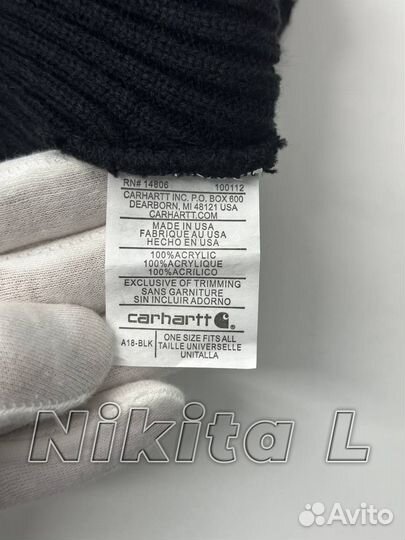 RN# 14806 100112
CARHARTT INC. P.O. BOX 600
DEARBORN, MI 48121 USA
CARHARTT.COM
MADE IN USA
FABRIQUE AU USA
HECHO EN USA
100%ACRYLIC
100%ACRYLIQUE
100%ACRILICO
EXCLUSIVE OF TRIMMING
SANS GARNITURE
SIN INCLUIR ADORNO
carhartt
A18-BLK ONE SIZE FITS ALL
TAILLE UNIVERSELLE
UNITALLA
Nikita L
Avito